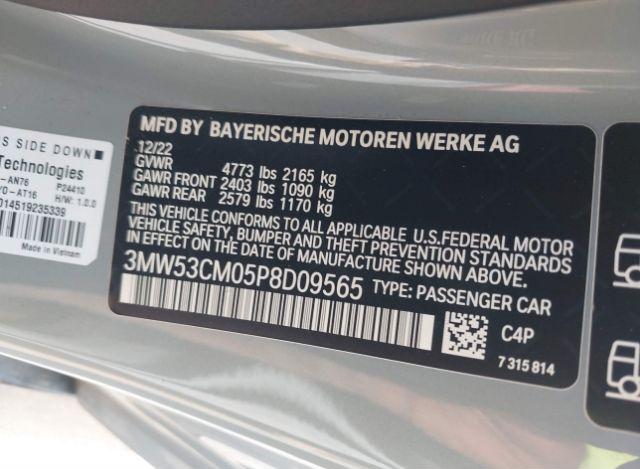 S SIDE DOWN
Technologies
-AN76 P24410
YD-AT16 H/W: 1.0.0
014519235339
Made in Vietnam
MFD BY BAYERISCHE MOTOREN WERKE AG
12/22
GVWR 4773 lbs 2165 kg
GAWR FRONT 2403 lbs 1090 kg
GAWR REAR 2579 lbs 1170 kg
THIS VEHICLE CONFORMS TO ALL APPLICABLE U.S.FEDERAL MOTOR
VEHICLE SAFETY, BUMPER AND THEFT PREVENTION STANDARDS
IN EFFECT ON THE DATE OF MANUFACTURE SHOWN ABOVE.
3MW53CM05P8D09565 TYPE: PASSENGER CAR
C4P
7 315 814